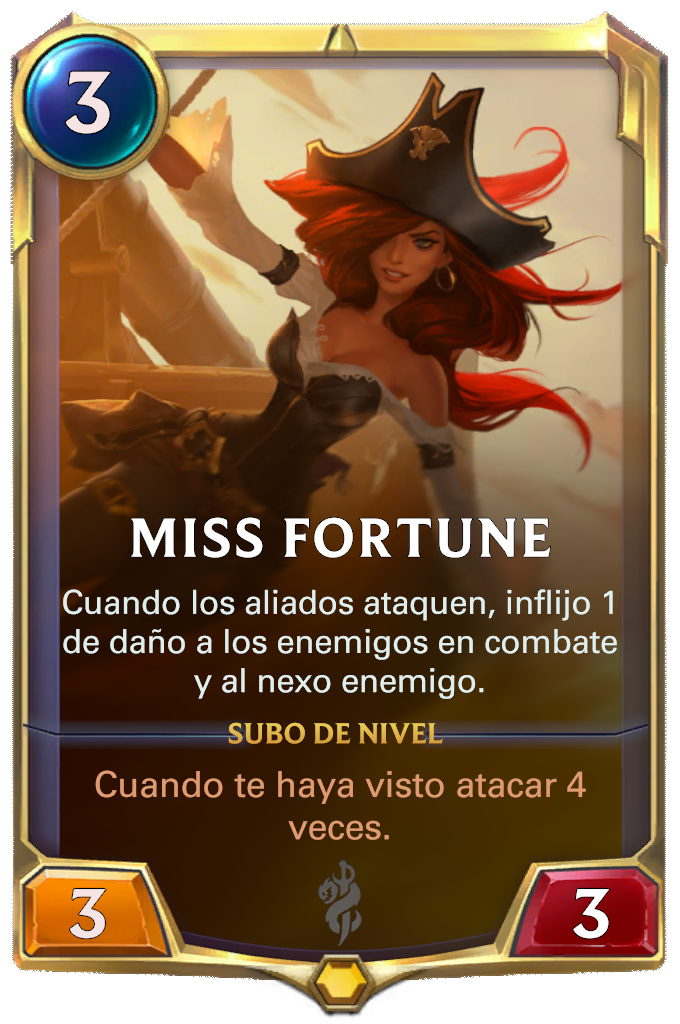 3
MISS FORTUNE
Cuando los aliados ataquen, inflijo 1
de daño a los enemigos en combate
y al nexo enemigo.
SUBO DE NIVEL
Cuando te haya visto atacar 4
veces.
3
3